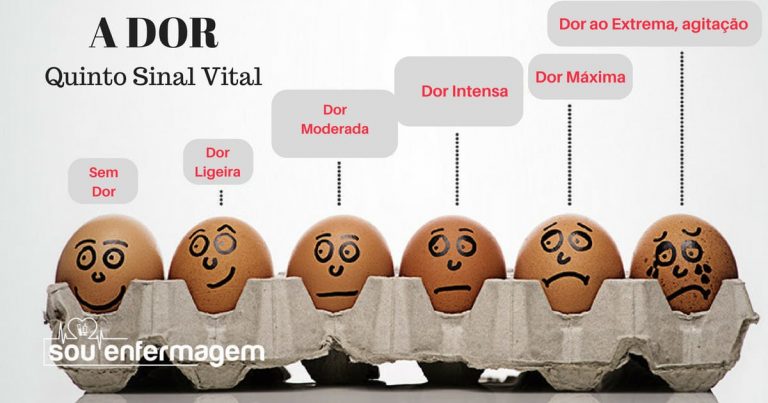 A DOR
Quinto Sinal Vital
Sem
Dor
Dor
Ligeira
Dor
Moderada
Dor Intensa
Dor Máxima
Dor ao Extrema, agitação
sou enfermagem